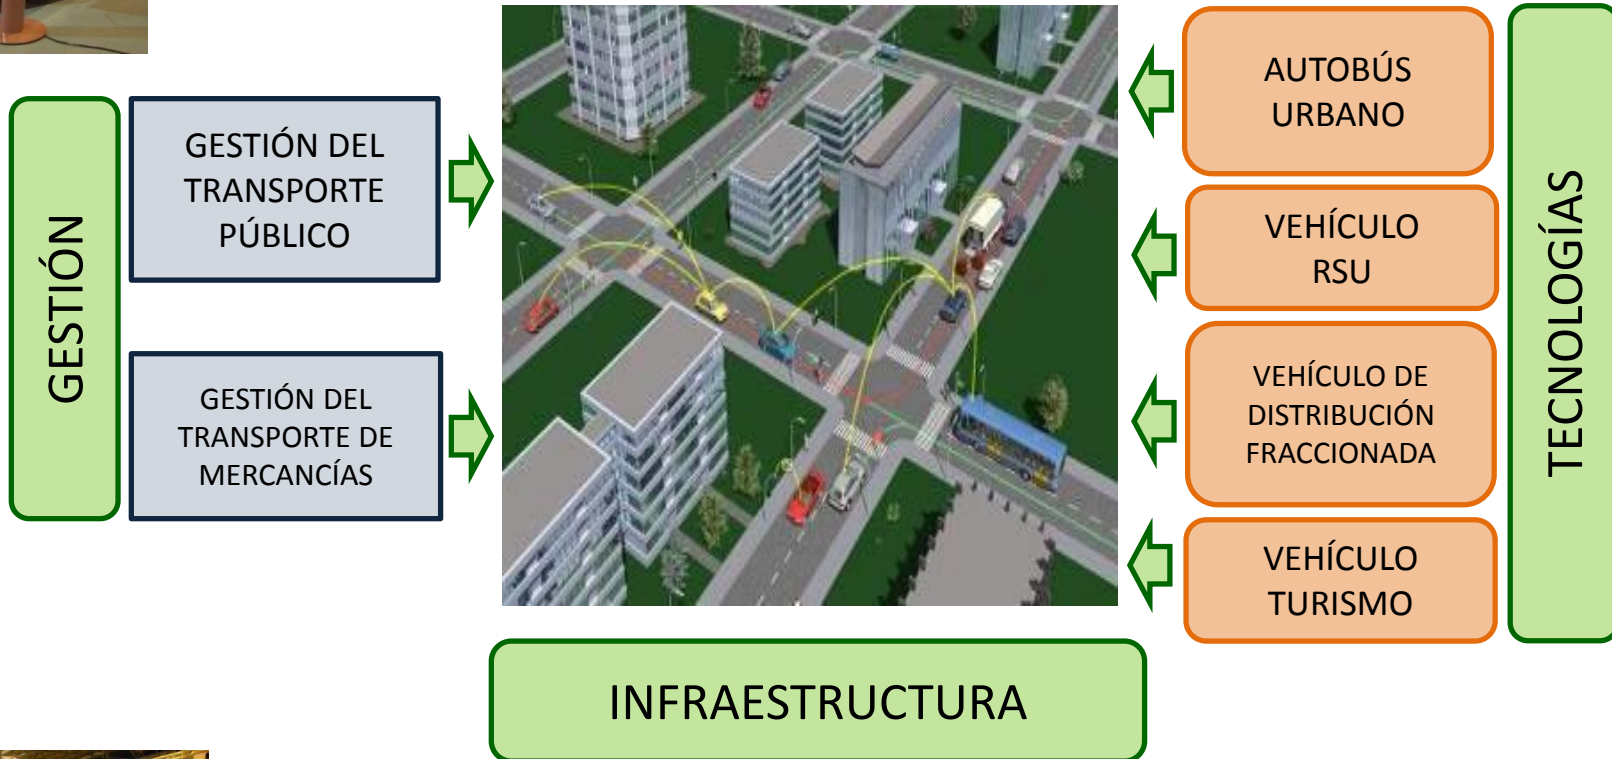 GESTIÓN
GESTIÓN DEL
TRANSPORTE
PÚBLICO
GESTIÓN DEL
TRANSPORTE DE
MERCANCÍAS
AUTOBÚS
URBANO
VEHÍCULO
RSU
VEHÍCULO DE
DISTRIBUCIÓN
FRACCIONADA
VEHÍCULO
TURISMO
TECNOLOGÍAS
INFRAESTRUCTURA